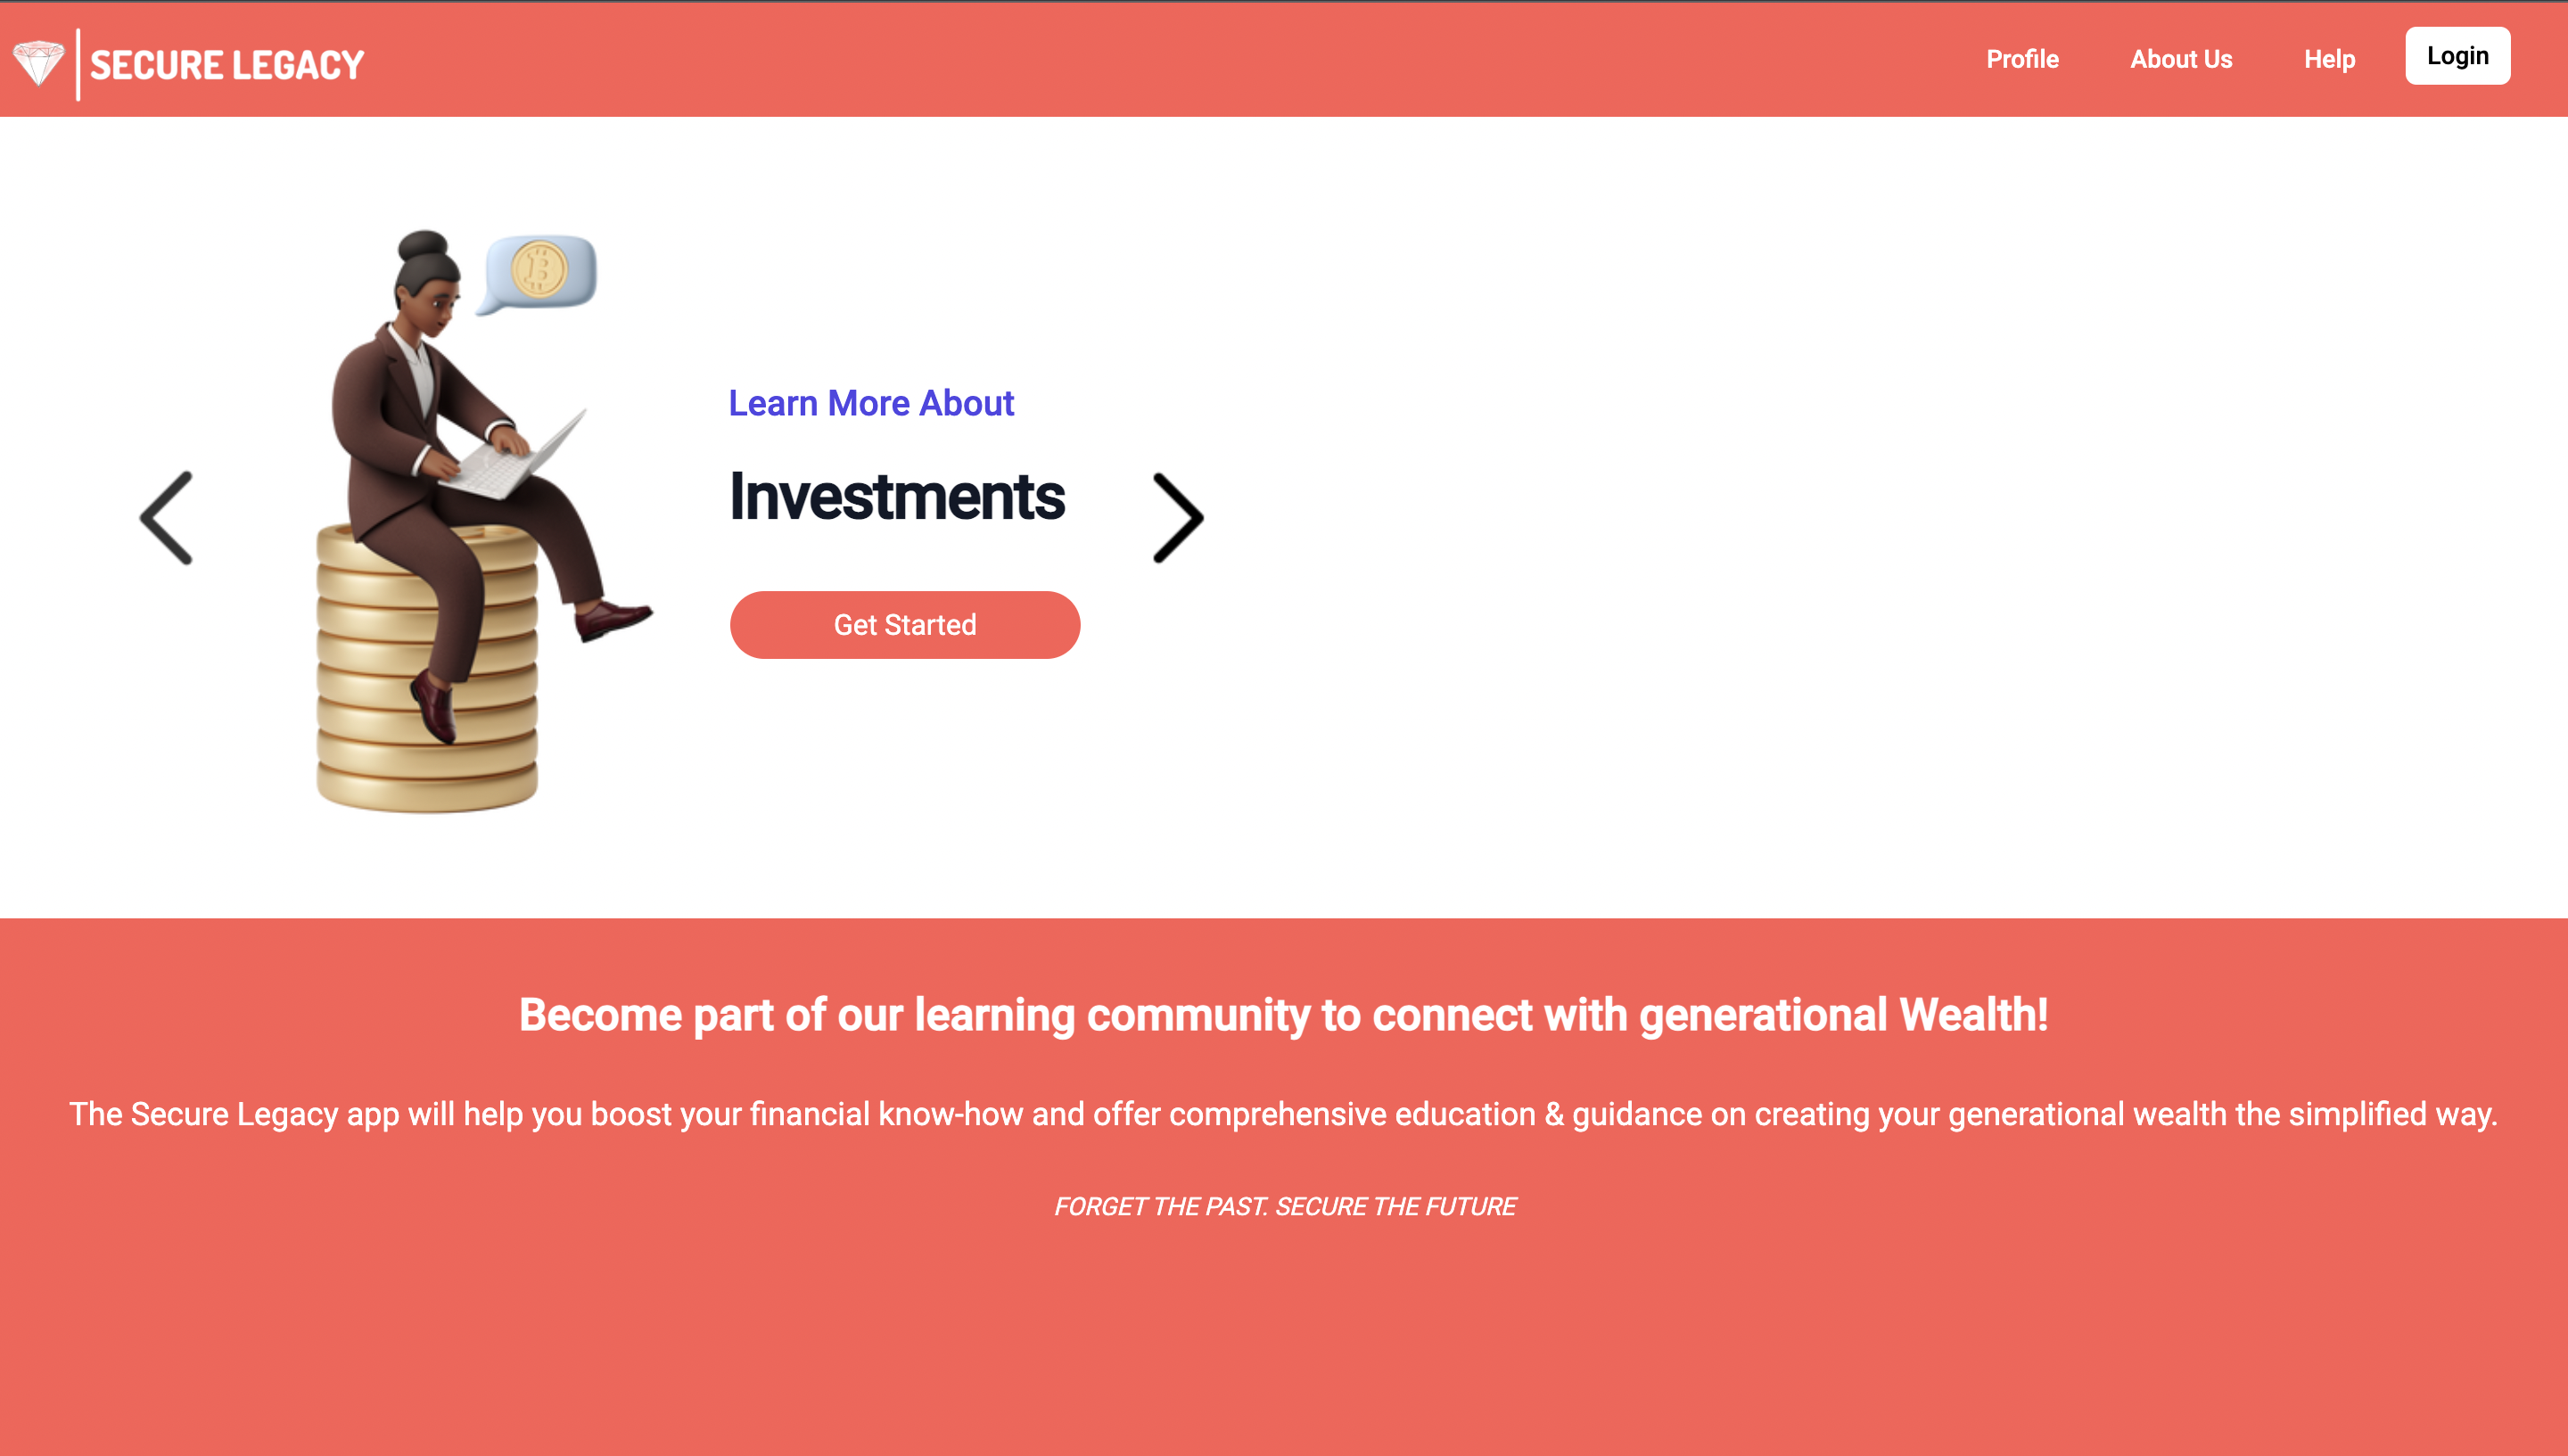 SECURE LEGACY
Profile
About Us
Help
Login
Learn More About
Investments
Get Started
Become part of our learning community to connect with generational Wealth!
The Secure Legacy app will help you boost your financial know-how and offer comprehensive education & guidance on creating your generational wealth the simplified way.
FORGET THE PAST. SECURE THE FUTURE